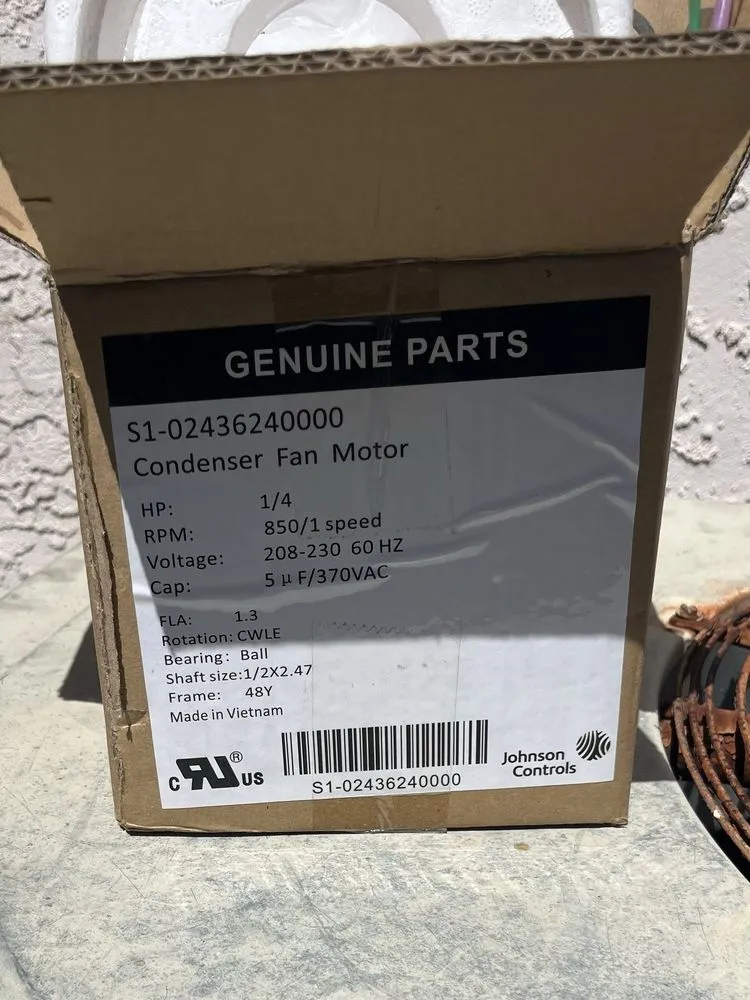 GENUINE PARTS
S1-02436240000
Condenser Fan Motor
HP: 1/4
RPM: 850/1 speed
Voltage: 208-230 60 HZ
Cap: 5 μF/370VAC
FLA: 1.3
Rotation: CWLE
Bearing: Ball
Shaft size:1/2X2.47
Frame: 48Y
Made in Vietnam
C RU® US
S1-02436240000
Johnson
Controls